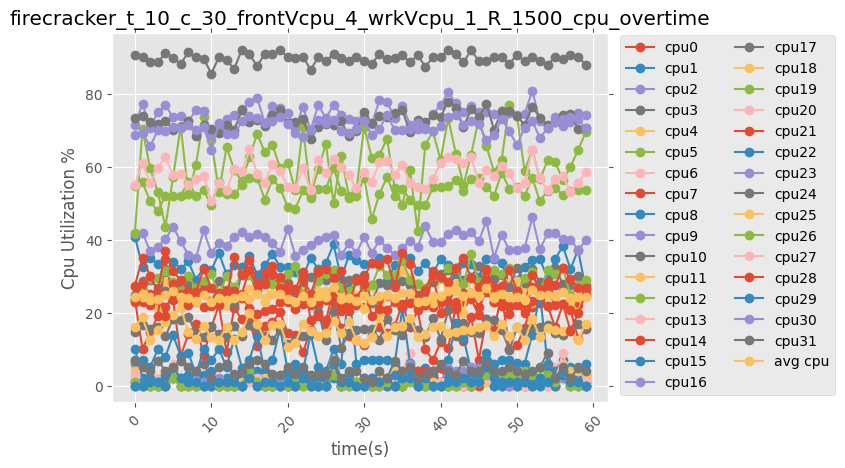 firecracker_t_10_c_30_frontVcpu_4_wrkVcpu_1_R_1500_cpu_overtime
Cpu Utilization %
80
60
40
20
0
0 10 20 30 40 50 60
time(s)
cpu0
cpu1
cpu2
cpu3
cpu4
cpu5
cpu6
cpu7
cpu8
cpu9
cpu10
cpu11
cpu12
cpu13
cpu14
cpu15
cpu16
cpu17
cpu18
cpu19
cpu20
cpu21
cpu22
cpu23
cpu24
cpu25
cpu26
cpu27
cpu28
cpu29
cpu30
cpu31
avg cpu